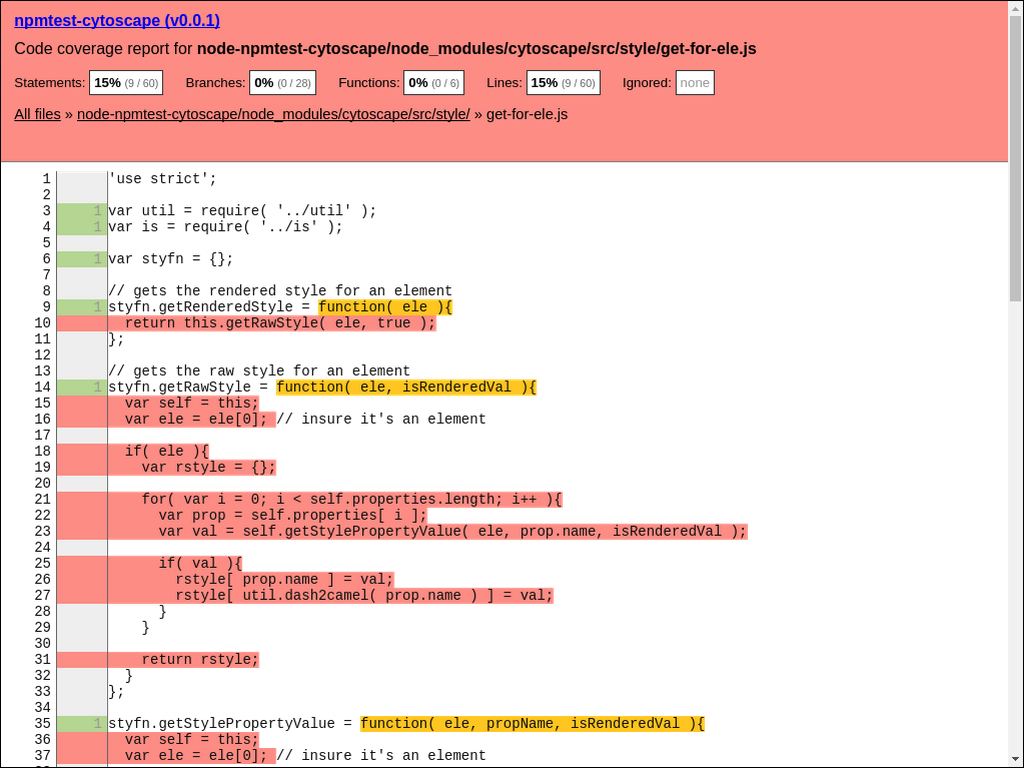 npmtest-cytoscape (v0.0.1)
Code coverage report for node-npmtest-cytoscape/node_modules/cytoscape/src/style/get-for-ele.js
Statements: 15% (9 / 60) Branches: 0% (0 / 28) Functions: 0% (0 / 6) Lines: 15% (9 / 60) Ignored: none
All files » node-npmtest-cytoscape/node_modules/cytoscape/src/style/ » get-for-ele.js
1 'use strict';
2
3 1 var util = require( '../util' );
4 1 var is = require( '../is' );
5
6 1 var styfn = {};
7
8 // gets the rendered style for an element
9 1 styfn.getRenderedStyle = function( ele ){
10   return this.getRawStyle( ele, true );
11 };
12
13 // gets the raw style for an element
14 1 styfn.getRawStyle = function( ele, isRenderedVal ){
15   var self = this;
16   var ele = ele[0]; // insure it's an element
17
18   if( ele ){
19     var rstyle = {};
20
21     for( var i = 0; i < self.properties.length; i++ ){
22       var prop = self.properties[ i ];
23       var val = self.getStylePropertyValue( ele, prop.name, isRenderedVal );
24
25       if( val ){
26         rstyle[ prop.name ] = val;
27         rstyle[ util.dash2camel( prop.name ) ] = val;
28       }
29     }
30
31     return rstyle;
32   }
33 };
34
35 1 styfn.getStylePropertyValue = function( ele, propName, isRenderedVal ){
36   var self = this;
37   var ele = ele[0]; // insure it's an element